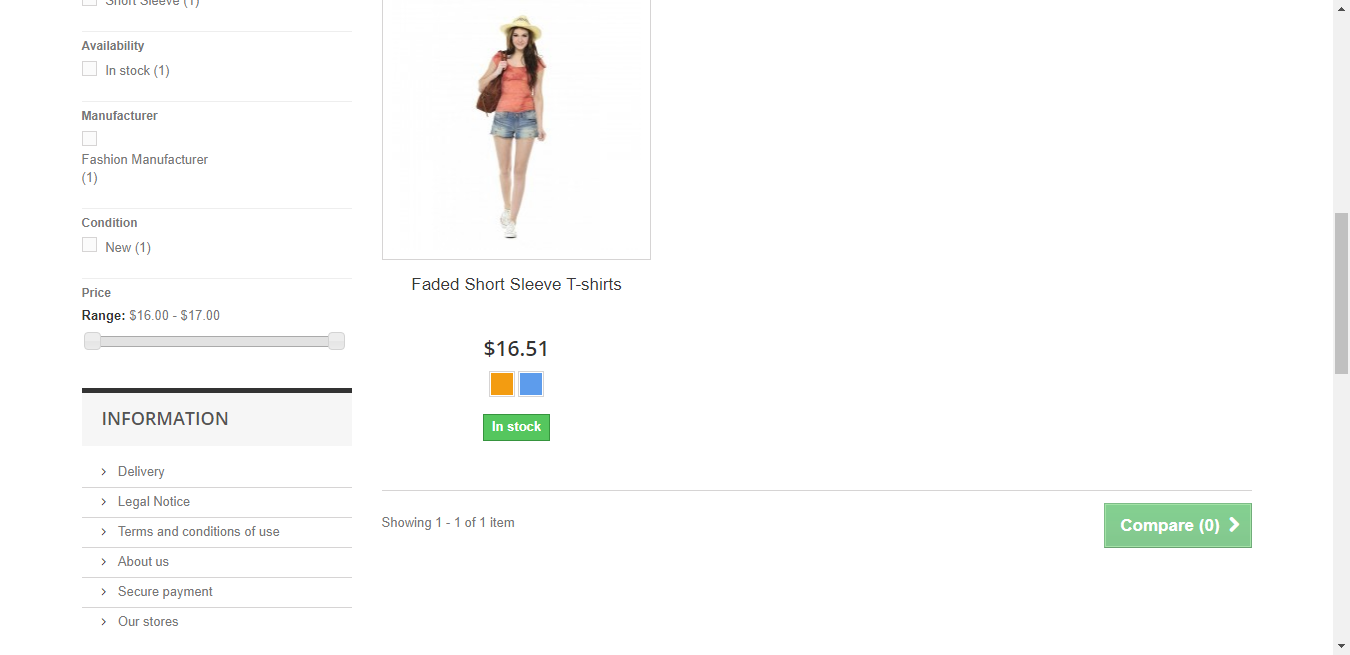 Short Sleeve (1)
Availability
In stock (1)
Manufacturer
Fashion Manufacturer
(1)
Condition
New (1)
Price
Range: $16.00 - $17.00
INFORMATION
Delivery
Legal Notice
Terms and conditions of use
About us
Secure payment
Our stores
Faded Short Sleeve T-shirts
$16.51
In stock
Showing 1 - 1 of 1 item
Compare (0)